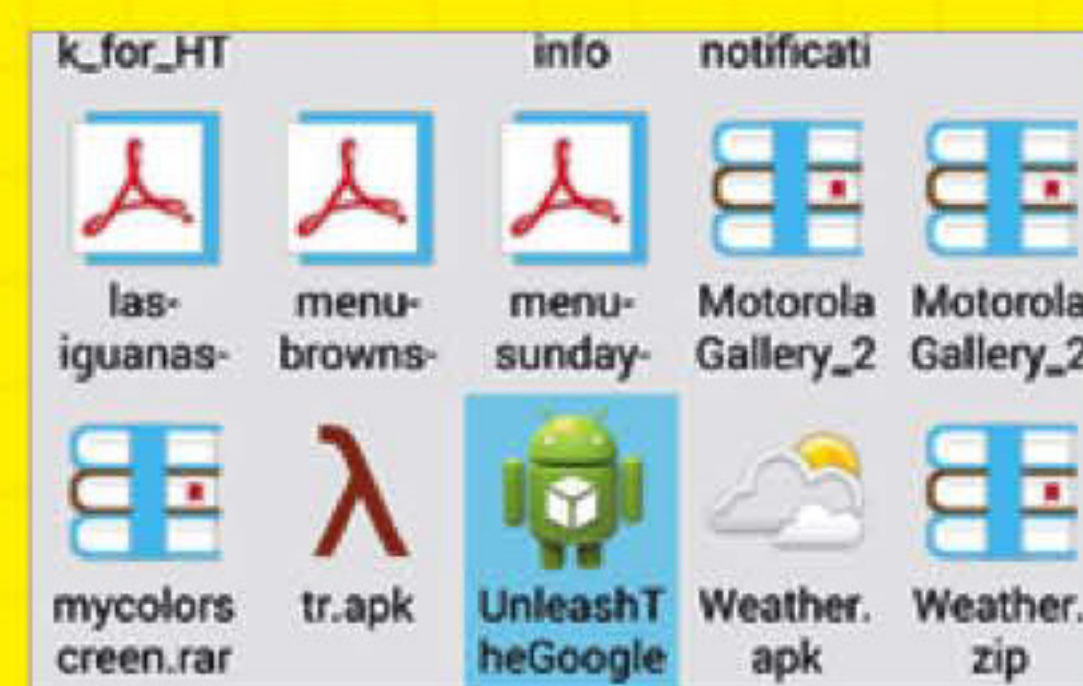 k_for_HT info notificati
las- menu- menu- Motorola Motorola
iguanas- browns- sunday- Gallery_2 Gallery_2
mycolors tr.apk UnleashT Weather. Weather.
creen.rar heGoogle apk zip